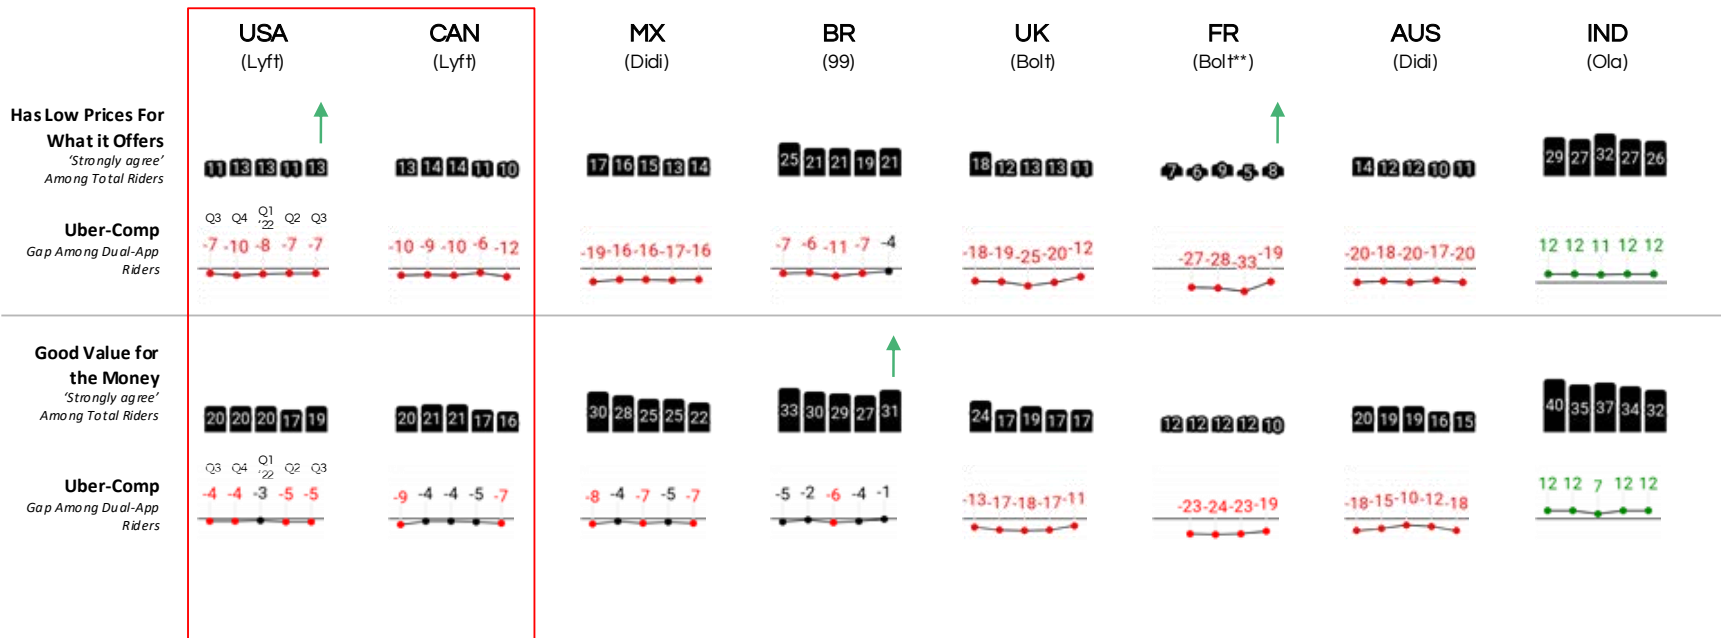 USA CAN MX BR UK FR AUS IND
(Lyft) (Lyft) (Didi) (99) (Bolt) (Bolt**) (Didi) (Ola)
Has Low Prices For
What it Offers
‘Strongly agree’
Among Total Riders
11 13 13 11 13 13 14 14 11 10 17 16 15 13 14 25 21 21 19 21 18 12 13 13 11 7 6 9 5 8 14 12 12 10 11 29 27 32 27 26
Q3 Q4 Q1 ‘22 Q2 Q3
Uber-Comp
Gap Among Dual-App
Riders
-7 -10 -8 -7 -7 -10 -9 -10 -6 -12 -19 -16 -16 -17 -16 -7 -6 -11 -7 -4 -18 -19 -25 -20 -12 -27 -28 -33 -19 -20 -18 -20 -17 -20 12 12 11 12 12
Good Value for
the Money
‘Strongly agree’
Among Total Riders
20 20 20 17 19 20 21 21 17 16 30 28 25 25 22 33 30 29 27 31 24 17 19 17 17 12 12 12 12 10 20 19 19 16 15 40 35 37 34 32
Q3 Q4 Q1 ‘22 Q2 Q3
Uber-Comp
Gap Among Dual-App
Riders
-4 -4 -3 -5 -5 -9 -4 -4 -5 -7 -8 -4 -7 -5 -7 -5 -2 -6 -4 -1 -13 -17 -18 -17 -11 -23 -24 -23 -19 -18 -15 -10 -12 -18 12 12 7 12 12